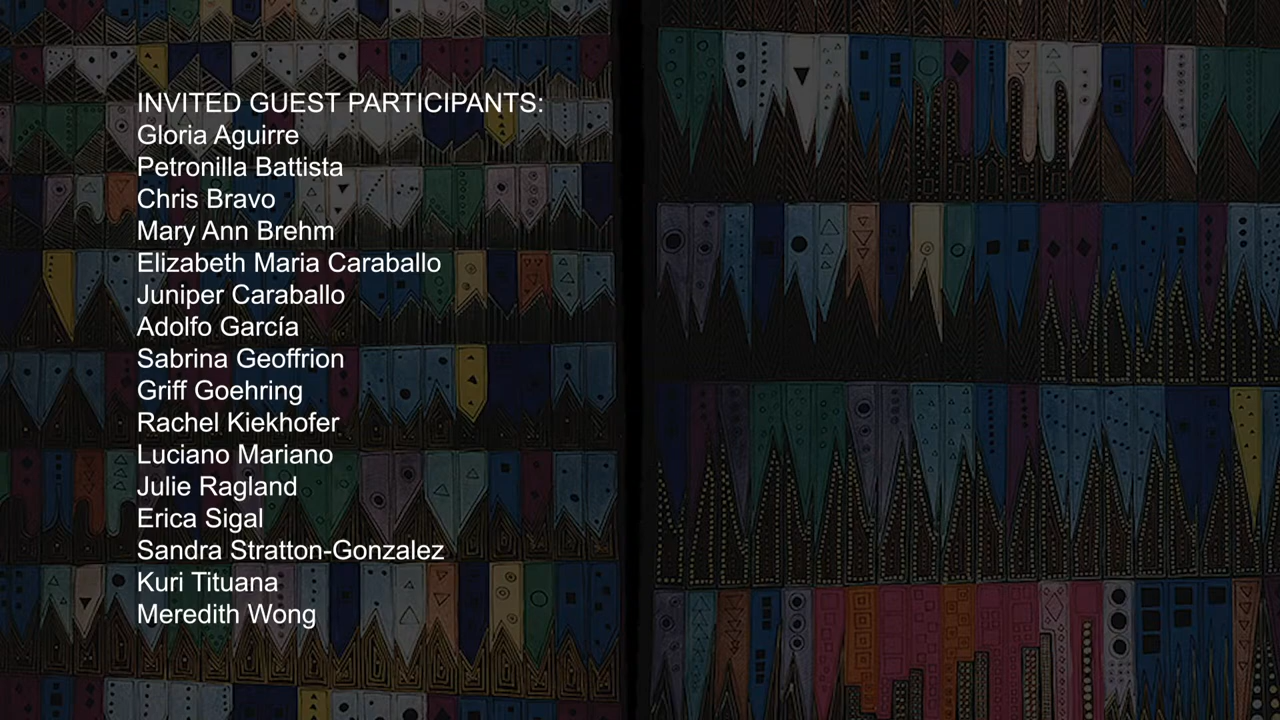 INVITED GUEST PARTICIPANTS:
Gloria Aguirre
Petronilla Battista
Chris Bravo
Mary Ann Brehm
Elizabeth Maria Caraballo
Juniper Caraballo
Adolfo García
Sabrina Geoffrion
Griff Goehring
Rachel Kiekhofer
Luciano Mariano
Julie Ragland
Erica Sigal
Sandra Stratton-Gonzalez
Kuri Tituana
Meredith Wong